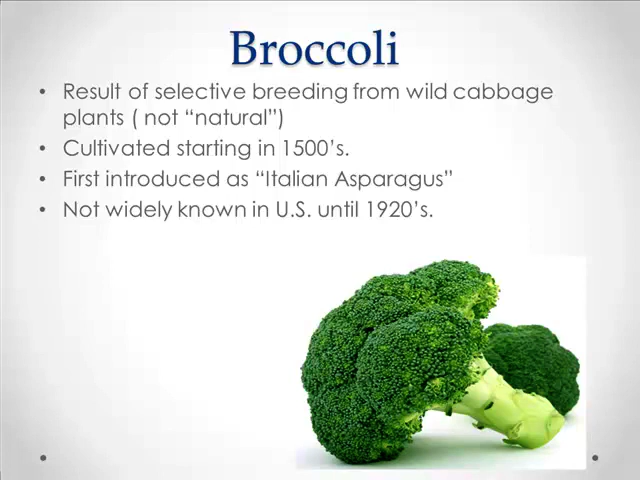 Broccoli
• Result of selective breeding from wild cabbage
plants ( not “natural”)
• Cultivated starting in 1500’s.
• First introduced as “Italian Asparagus”
• Not widely known in U.S. until 1920’s.